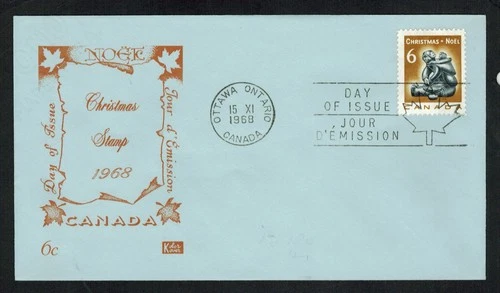 NOËL
Christmas
Stamp
1968
Day of Issue
Jour d'Emission
CANADA
6c
OTTAWA ONTARIO
15 XI
1968
CANADA
DAY
OF ISSUE
JOUR
D'ÉMISSION
CHRISTMAS • NOËL
6
CANADA